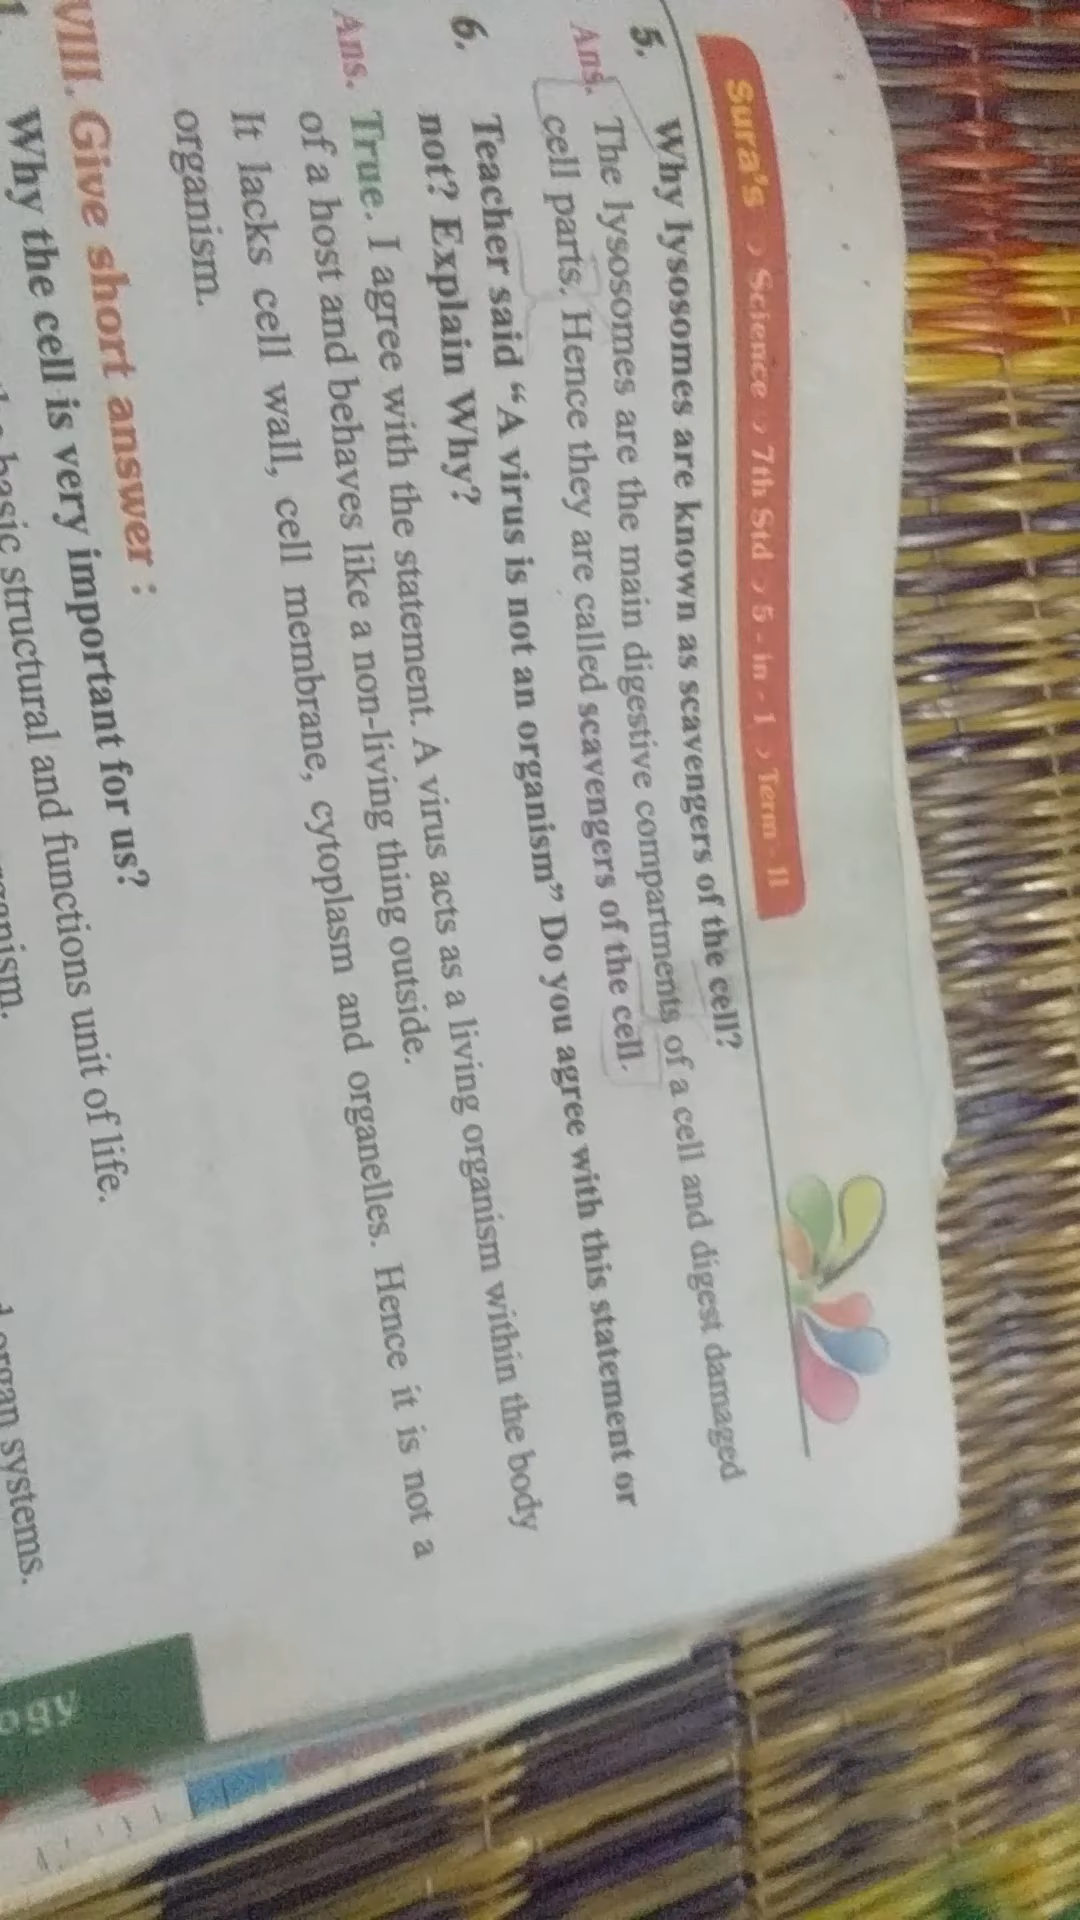 Sura's › Science › 7th Std › 5 - in - 1 › Term - II
5. Why lysosomes are known as scavengers of the cell?
Ans. The lysosomes are the main digestive compartments of a cell and digest damaged
cell parts. Hence they are called scavengers of the cell.
6. Teacher said “A virus is not an organism” Do you agree with this statement or
not? Explain Why?
Ans. True. I agree with the statement. A virus acts as a living organism within the body
of a host and behaves like a non-living thing outside.
It lacks cell wall, cell membrane, cytoplasm and organelles. Hence it is not a
organism.
VIII. Give short answer :
1. Why the cell is very important for us?
basic structural and functions unit of life.
organ systems.